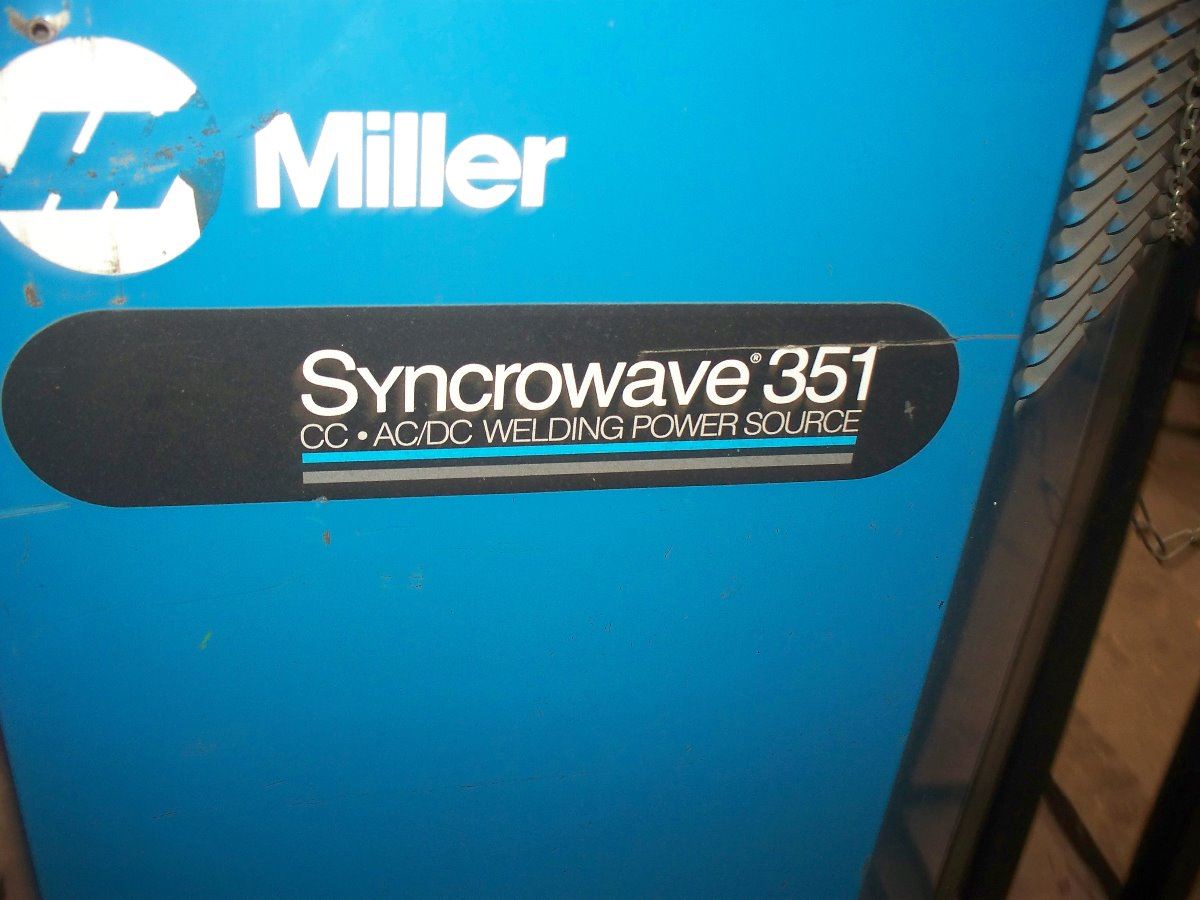 Miller
Syncrowave® 351
CC • AC/DC WELDING POWER SOURCE